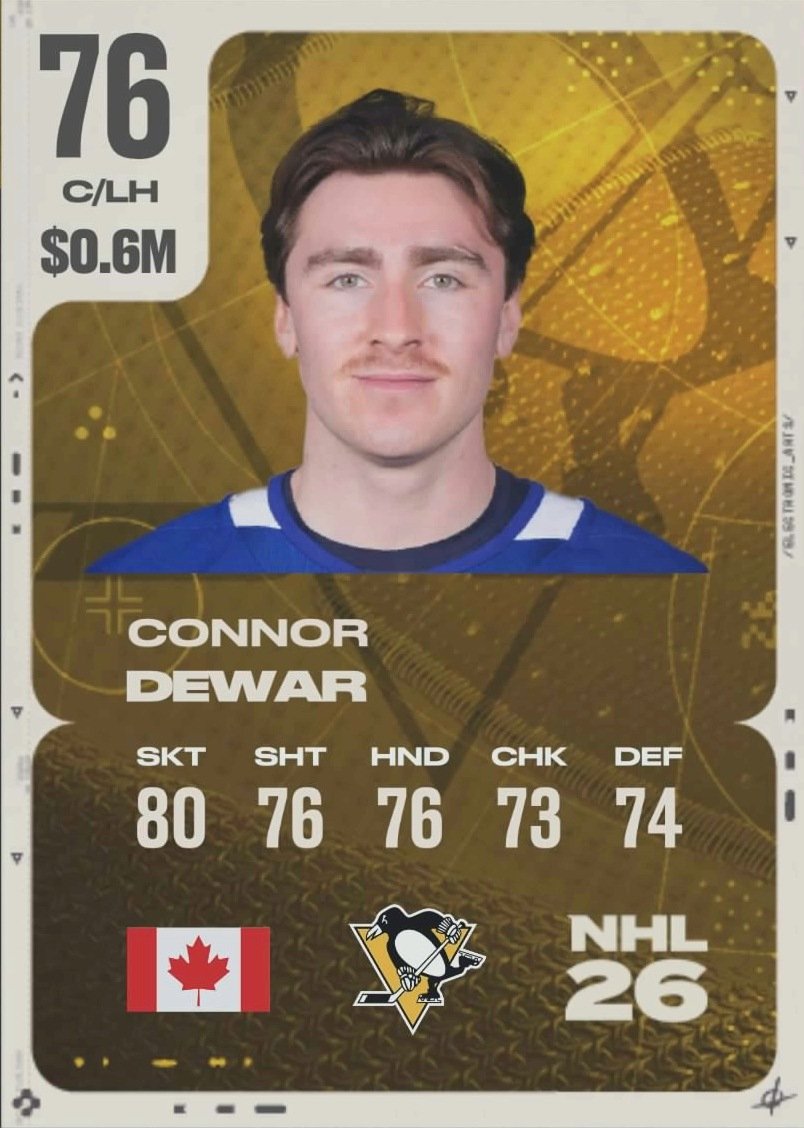 76
C/LH
$0.6M
CONNOR
DEWAR
SKT SHT HND CHK DEF
80 76 76 73 74
NHL
26